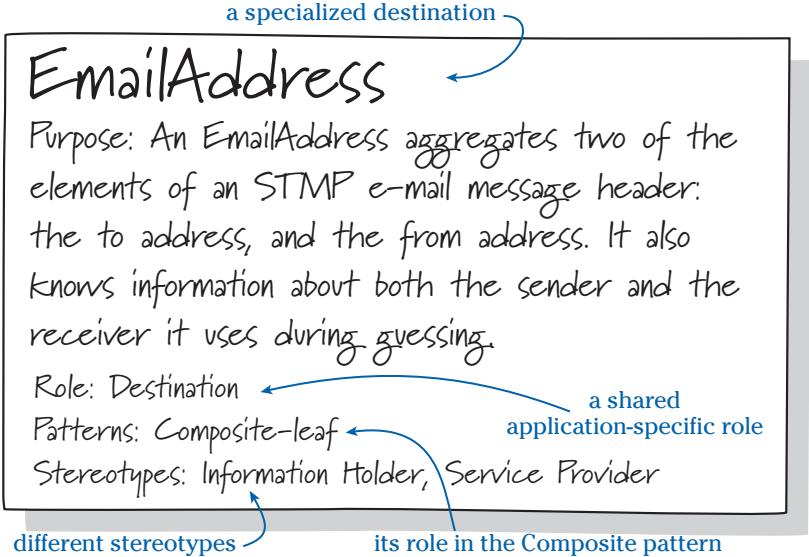 a specialized destination
EmailAddress
Purpose: An EmailAddress aggregates two of the
elements of an STMP e-mail message header:
the to address, and the from address. It also
knows information about both the sender and the
receiver it uses during guessing.
Role: Destination
a shared
application-specific role
Patterns: Composite-leaf
Stereotypes: Information Holder, Service Provider
different stereotypes
its role in the Composite pattern